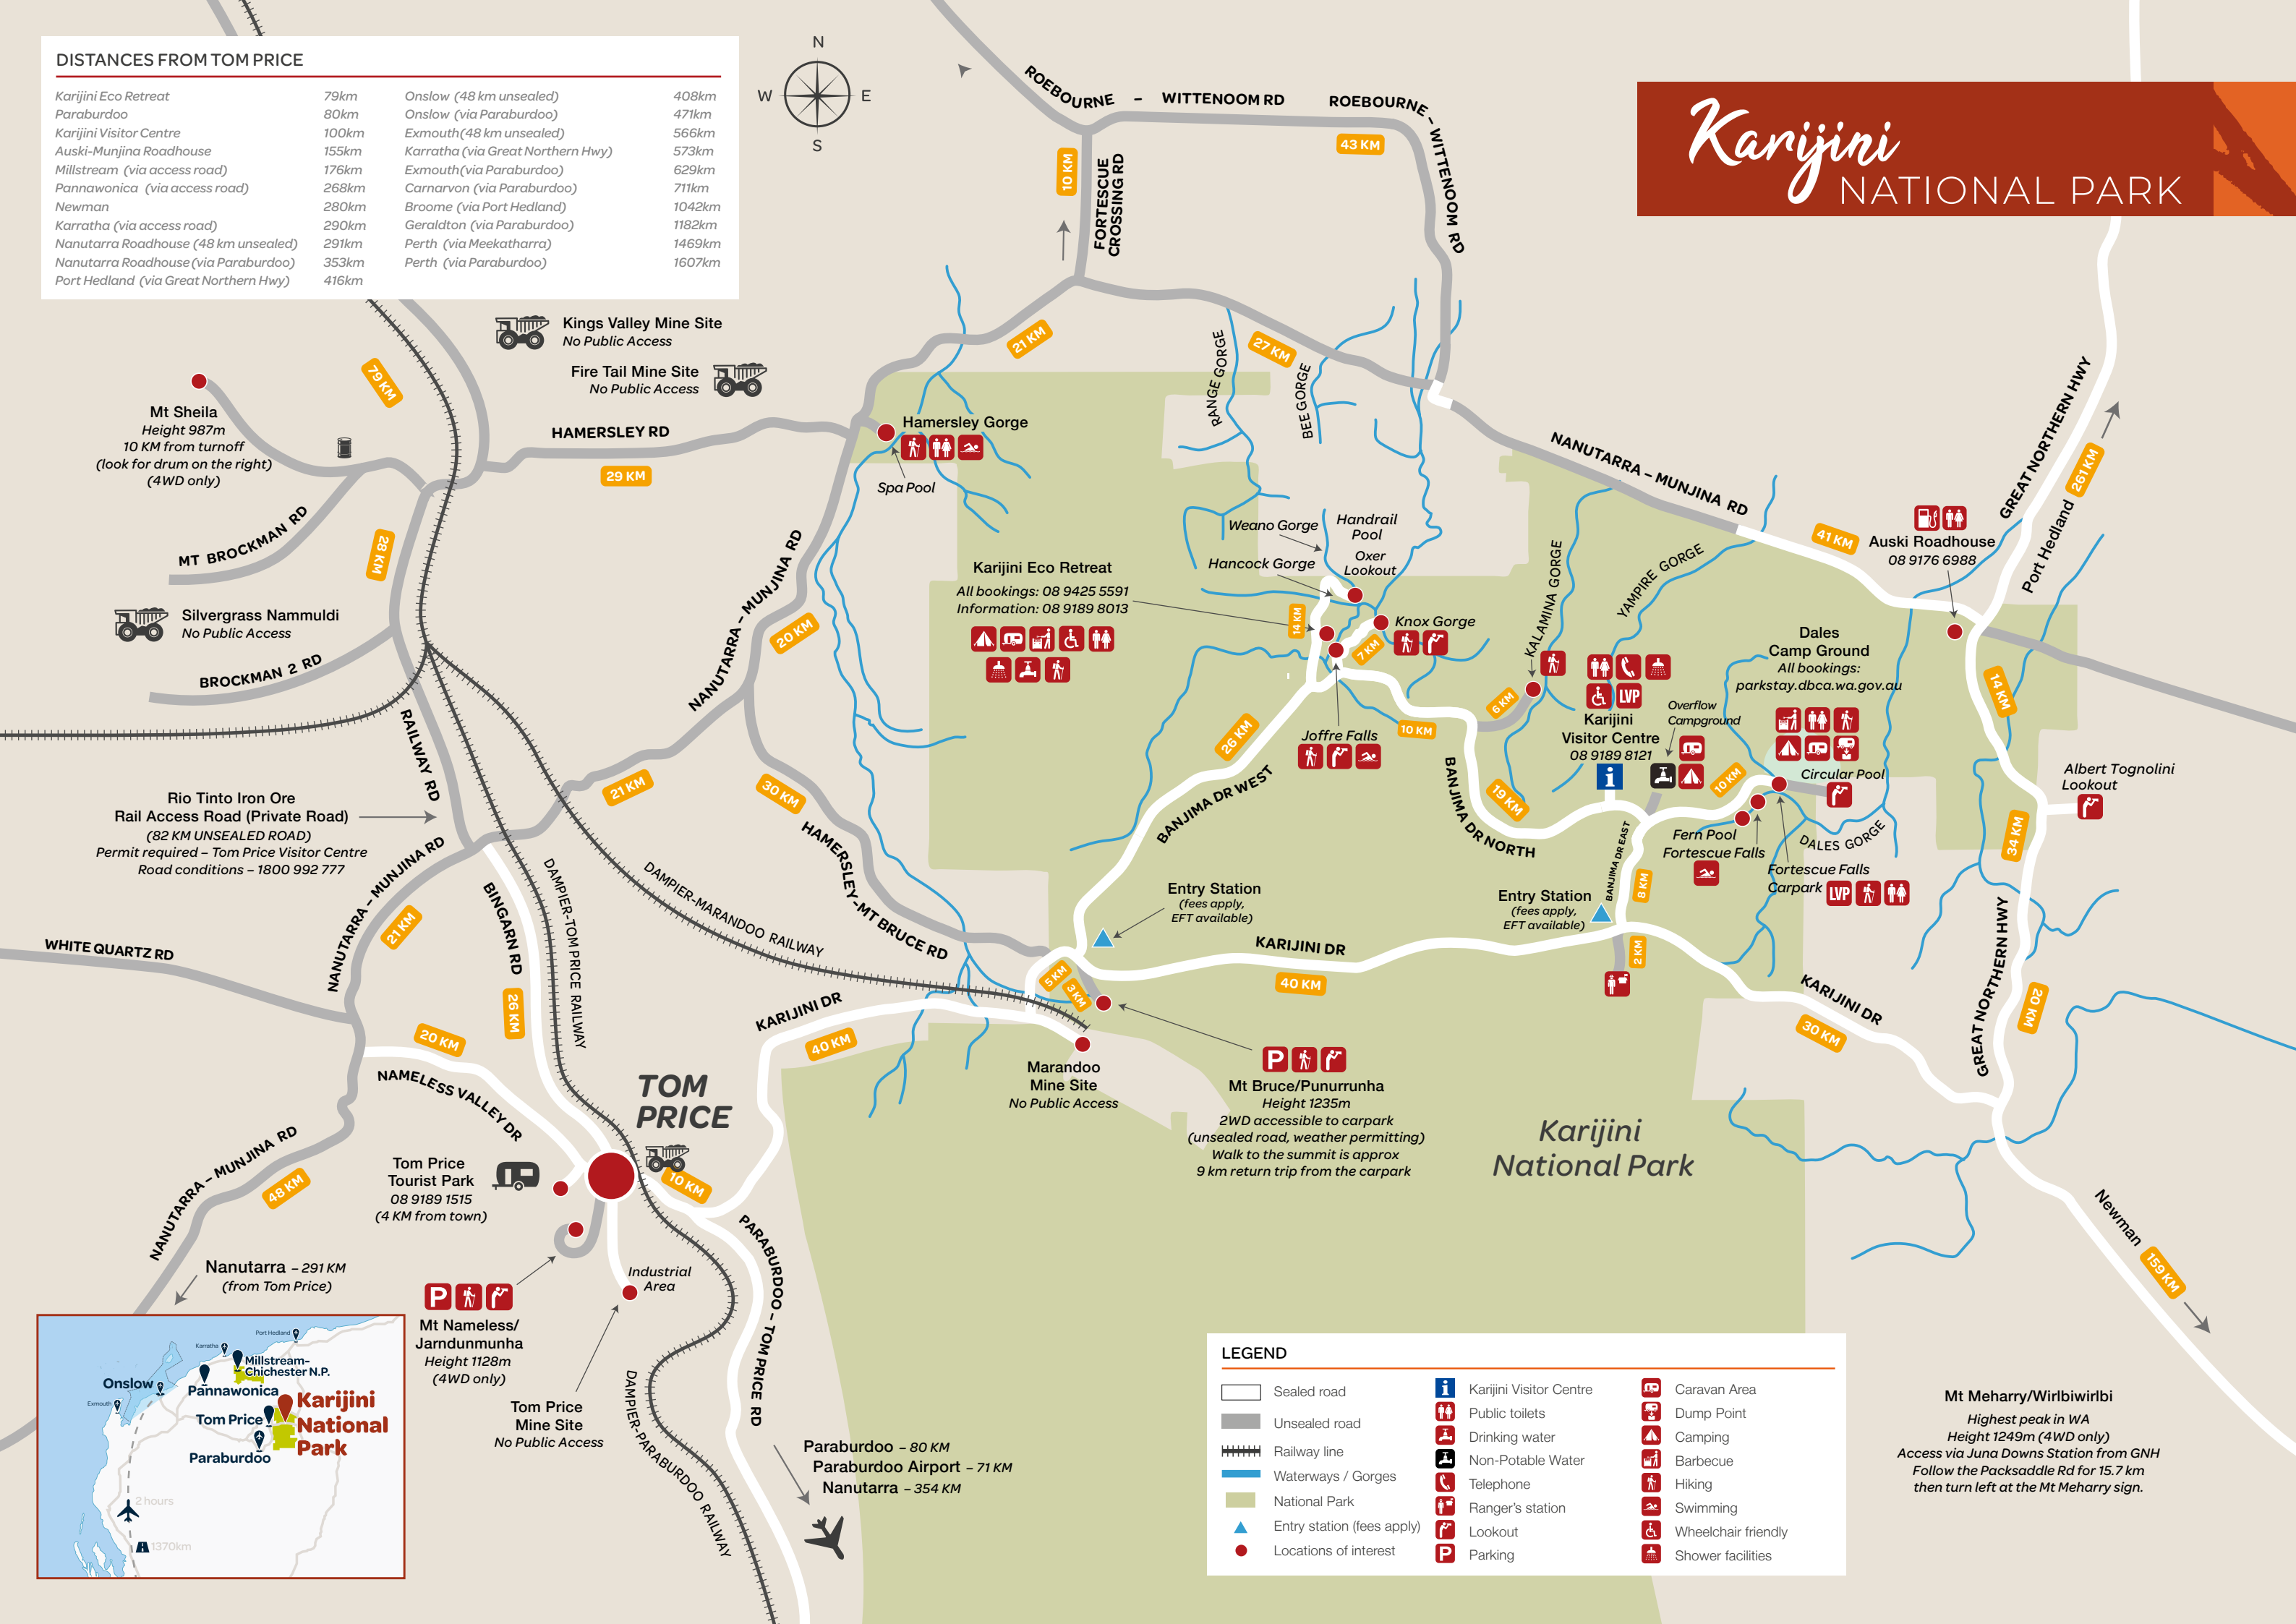 DISTANCES FROM TOM PRICE
Karijini Eco Retreat 79km
Paraburdoo 80km
Karijini Visitor Centre 100km
Auski-Munjina Roadhouse 155km
Millstream (via access road) 176km
Pannawonica (via access road) 268km
Newman 280km
Karratha (via access road) 290km
Nanutarra Roadhouse (48 km unsealed) 291km
Nanutarra Roadhouse (via Paraburdoo) 353km
Port Hedland (via Great Northern Hwy) 416km
Onslow (48 km unsealed) 408km
Onslow (via Paraburdoo) 471km
Exmouth(48 km unsealed) 566km
Karratha (via Great Northern Hwy) 573km
Exmouth(via Paraburdoo) 629km
Carnarvon (via Paraburdoo) 711km
Broome (via Port Hedland) 1042km
Geraldton (via Paraburdoo) 1182km
Perth (via Meekatharra) 1469km
Perth (via Paraburdoo) 1607km
N
W E
S
Karijini
NATIONAL PARK
ROEBOURNE – WITTENOOM RD
ROEBOURNE – WITTENOOM RD
43 KM
10 KM
FORTESCUE
CROSSING RD
21 KM
27 KM
Kings Valley Mine Site
No Public Access
Fire Tail Mine Site
No Public Access
79 KM
Mt Sheila
Height 987m
10 KM from turnoff
(look for drum on the right)
(4WD only)
HAMERSLEY RD
29 KM
Hamersley Gorge
Spa Pool
RANGE GORGE
BEE GORGE
NANUTARRA – MUNJINA RD
41 KM
GREAT NORTHERN HWY
Port Hedland
261 KM
Auski Roadhouse
08 9176 6988
MT BROCKMAN RD
28 KM
Silvergrass Nammuldi
No Public Access
BROCKMAN 2 RD
NANUTARRA – MUNJINA RD
20 KM
Karijini Eco Retreat
All bookings: 08 9425 5591
Information: 08 9189 8013
Weano Gorge
Hancock Gorge
Handrail
Pool
Oxer
Lookout
Knox Gorge
14 KM
7 KM
Joffre Falls
KALAMINA GORGE
YAMPIRE GORGE
6 KM
10 KM
LVP
Karijini
Visitor Centre
08 9189 8121
i
Overflow
Campground
Dales
Camp Ground
All bookings:
parkstay.dbca.wa.gov.au
10 KM
Circular Pool
Fern Pool
Fortescue Falls
DALES GORGE
Fortescue Falls
Carpark
LVP
14 KM
Albert Tognolini
Lookout
34 KM
RAILWAY RD
Rio Tinto Iron Ore
Rail Access Road (Private Road)
(82 KM UNSEALED ROAD)
Permit required – Tom Price Visitor Centre
Road conditions – 1800 992 777
21 KM
30 KM
HAMERSLEY-MT BRUCE RD
26 KM
BANJIMA DR WEST
BANJIMA DR NORTH
19 KM
BANJIMA DR EAST
8 KM
NANUTARRA – MUNJINA RD
21 KM
WHITE QUARTZ RD
BINGARN RD
26 KM
DAMPIER-TOM PRICE RAILWAY
DAMPIER-MARANDOO RAILWAY
Entry Station
(fees apply,
EFT available)
Entry Station
(fees apply,
EFT available)
KARIJINI DR
40 KM
2 KM
KARIJINI DR
30 KM
GREAT NORTHERN HWY
20 KM
5 KM
3 KM
KARIJINI DR
40 KM
Marandoo
Mine Site
No Public Access
P
Mt Bruce/Punurrunha
Height 1235m
2WD accessible to carpark
(unsealed road, weather permitting)
Walk to the summit is approx
9 km return trip from the carpark
20 KM
NAMELESS VALLEY DR
TOM
PRICE
10 KM
Tom Price
Tourist Park
08 9189 1515
(4 KM from town)
NANUTARRA – MUNJINA RD
48 KM
Nanutarra – 291 KM
(from Tom Price)
P
Mt Nameless/
Jarndunmunha
Height 1128m
(4WD only)
Industrial
Area
Tom Price
Mine Site
No Public Access
PARABURDOO – TOM PRICE RD
DAMPIER-PARABURDOO RAILWAY
Paraburdoo – 80 KM
Paraburdoo Airport – 71 KM
Nanutarra – 354 KM
Karijini
National Park
Newman
159 KM
Mt Meharry/Wirlbiwirlbi
Highest peak in WA
Height 1249m (4WD only)
Access via Juna Downs Station from GNH
Follow the Packsaddle Rd for 15.7 km
then turn left at the Mt Meharry sign.
Port Hedland
Karratha
Millstream-
Chichester N.P.
Onslow
Pannawonica
Exmouth
Karijini
National
Park
Tom Price
Paraburdoo
2 hours
1370km
LEGEND
Sealed road
Unsealed road
Railway line
Waterways / Gorges
National Park
Entry station (fees apply)
Locations of interest
i Karijini Visitor Centre
Public toilets
Drinking water
Non-Potable Water
Telephone
Ranger's station
Lookout
P Parking
Caravan Area
Dump Point
Camping
Barbecue
Hiking
Swimming
Wheelchair friendly
Shower facilities